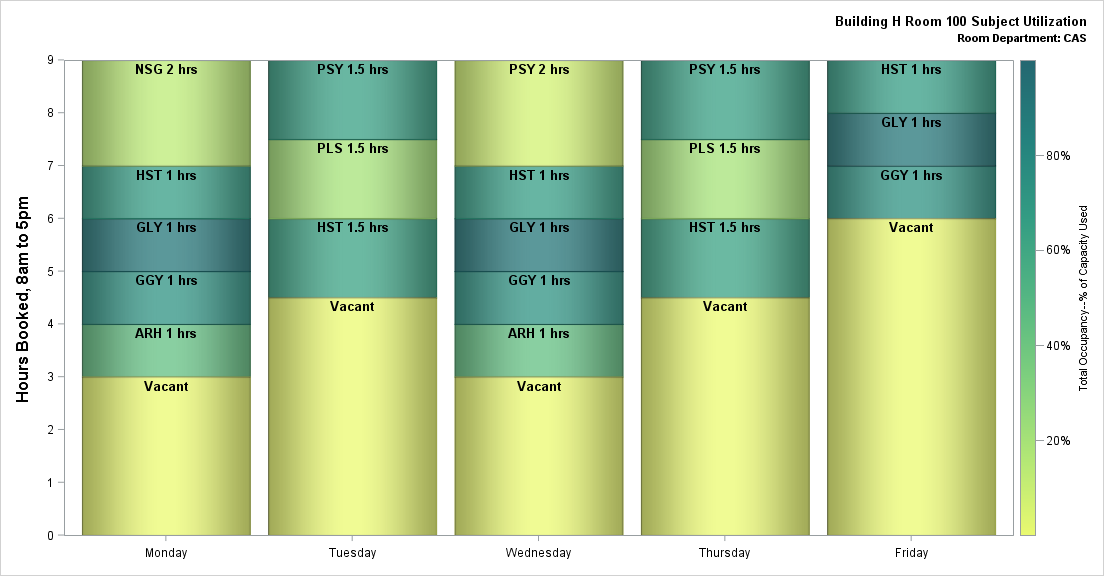 Building H Room 100 Subject Utilization
Room Department: CAS
Hours Booked, 8am to 5pm
9
8
7
6
5
4
3
2
1
0
NSG 2 hrs
HST 1 hrs
GLY 1 hrs
GGY 1 hrs
ARH 1 hrs
Vacant
Monday
PSY 1.5 hrs
PLS 1.5 hrs
HST 1.5 hrs
Vacant
Tuesday
PSY 2 hrs
HST 1 hrs
GLY 1 hrs
GGY 1 hrs
ARH 1 hrs
Vacant
Wednesday
PSY 1.5 hrs
PLS 1.5 hrs
HST 1.5 hrs
Vacant
Thursday
HST 1 hrs
GLY 1 hrs
GGY 1 hrs
Vacant
Friday
80%
60%
40%
20%
Total Occupancy--% of Capacity Used